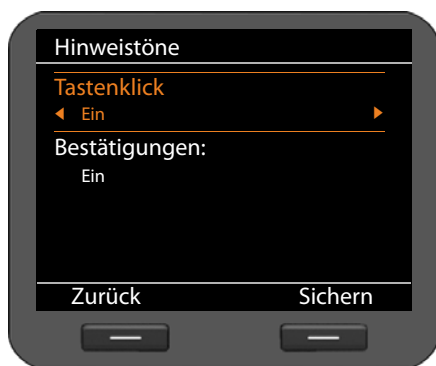 Hinweistöne
Tastenklick
Ein
Bestätigungen:
Ein
Zurück Sichern